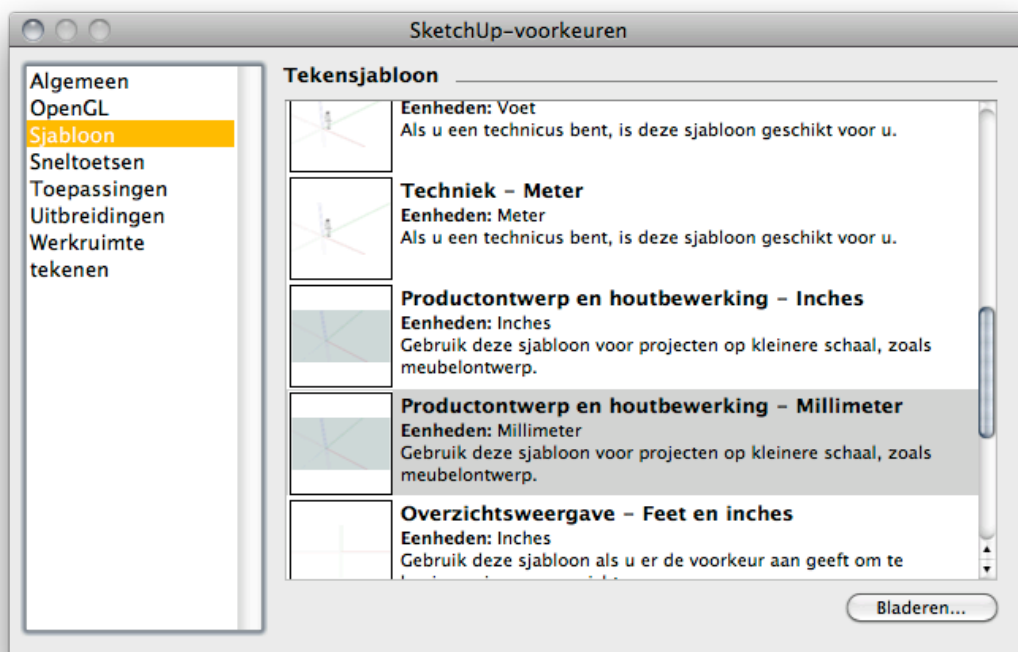 SketchUp-voorkeuren
Algemeen
OpenGL
Sjabloon
Sneltoetsen
Toepassingen
Uitbreidingen
Werkruimte
tekenen
Tekensjabloon
Eenheden: Voet
Als u een technicus bent, is deze sjabloon geschikt voor u.
Techniek – Meter
Eenheden: Meter
Als u een technicus bent, is deze sjabloon geschikt voor u.
Productontwerp en houtbewerking – Inches
Eenheden: Inches
Gebruik deze sjabloon voor projecten op kleinere schaal, zoals
meubelontwerp.
Productontwerp en houtbewerking – Millimeter
Eenheden: Millimeter
Gebruik deze sjabloon voor projecten op kleinere schaal, zoals
meubelontwerp.
Overzichtsweergave – Feet en inches
Eenheden: Inches
Gebruik deze sjabloon als u er de voorkeur aan geeft om te
Bladeren...